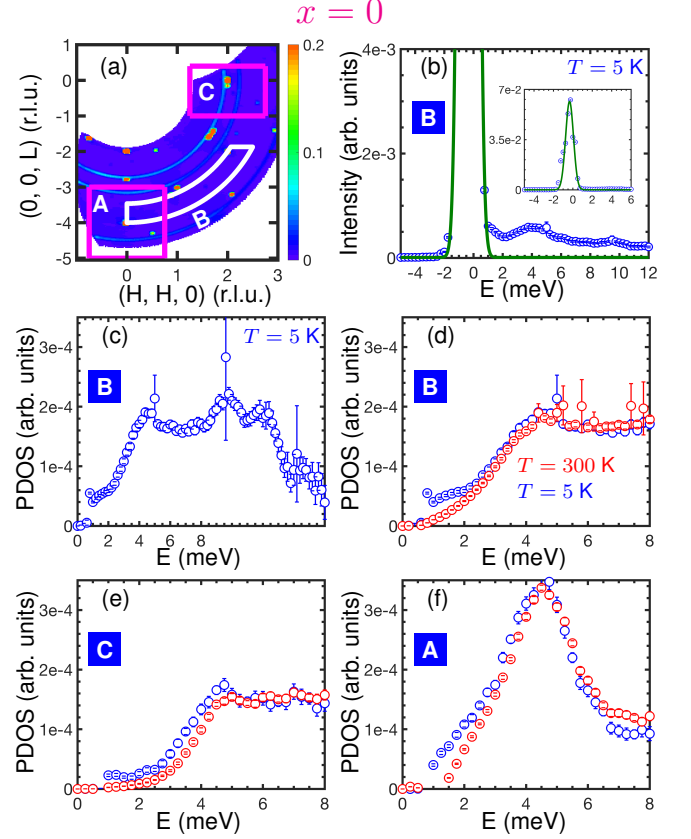 x = 0
(a)
C
A
B
(0, 0, L) (r.l.u.)
1
0
-1
-2
-3
-4
-5
0 1 2 3
(H, H, 0) (r.l.u.)
0.2
0.1
0
(b)
T = 5 K
B
Intensity (arb. units)
4e-3
2e-3
0
-4 -2 0 2 4 6 8 10 12
E (meV)
7e-2
3.5e-2
0
-4 -2 0 2 4 6
(c)
T = 5 K
B
PDOS (arb. units)
3e-4
2e-4
1e-4
0
0 2 4 6 8 10 12
E (meV)
(d)
B
T = 300 K
T = 5 K
PDOS (arb. units)
3e-4
2e-4
1e-4
0
0 2 4 6 8
E (meV)
(e)
C
PDOS (arb. units)
3e-4
2e-4
1e-4
0
0 2 4 6 8
E (meV)
(f)
A
PDOS (arb. units)
3e-4
2e-4
1e-4
0
0 2 4 6 8
E (meV)